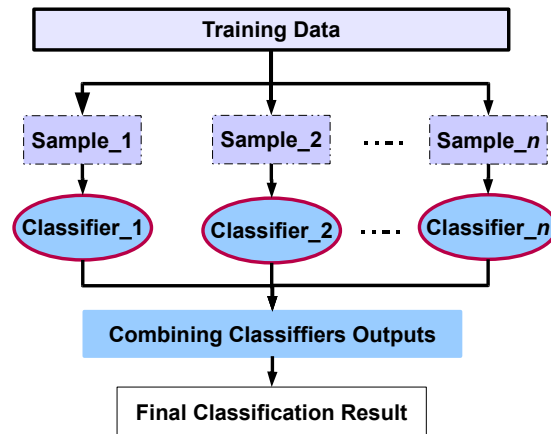 Training Data
Sample_1 Sample_2 ..... Sample_n
Classifier_1 Classifier_2 ..... Classifier_n
Combining Classiffiers Outputs
Final Classification Result